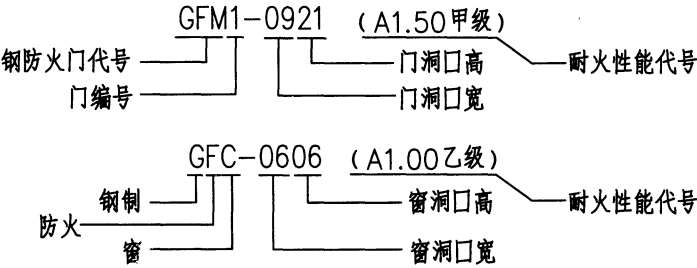 GFM1-0921 (A1.50甲级)
钢防火门代号 门洞口高 耐火性能代号
门编号 门洞口宽
GFC-0606 (A1.00乙级)
钢制 窗洞口高 耐火性能代号
防火
窗 窗洞口宽